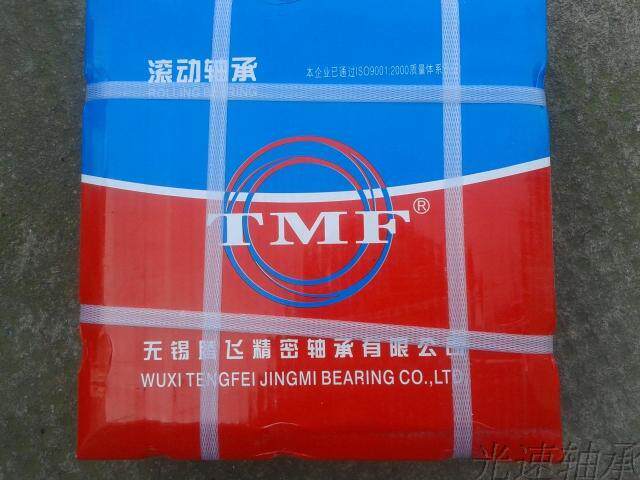 滚动轴承
ROLLING BEARING
本企业已通过ISO9001:2000质量体系
TMF®
无锡腾飞精密轴承有限公司
WUXI TENGFEI JINGMI BEARING CO.,LTD
光速轴承